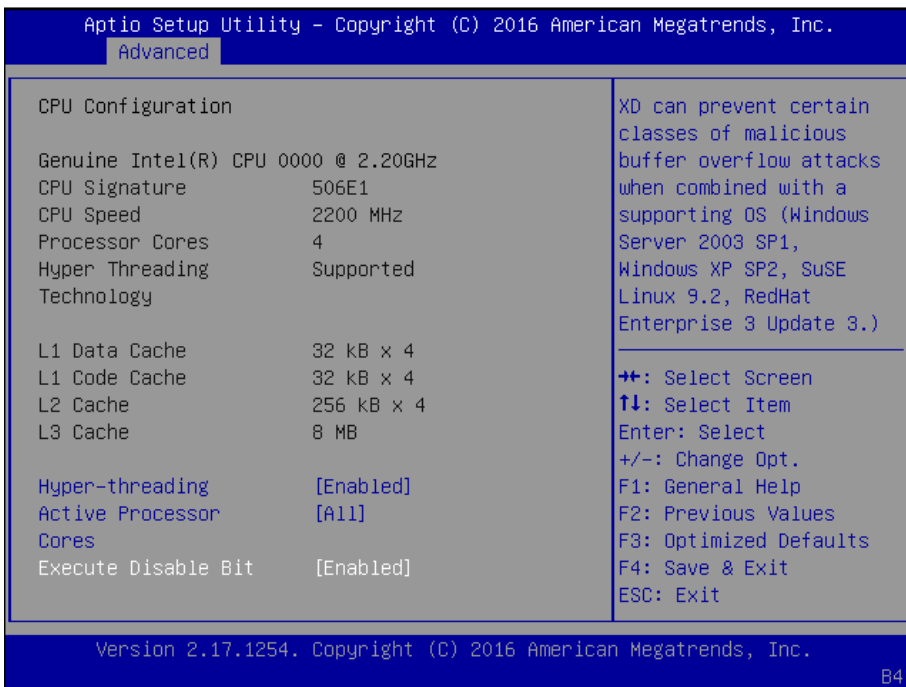 Aptio Setup Utility – Copyright (C) 2016 American Megatrends, Inc.
Advanced
CPU Configuration
Genuine Intel(R) CPU 0000 @ 2.20GHz
CPU Signature 506E1
CPU Speed 2200 MHz
Processor Cores 4
Hyper Threading Supported
Technology
L1 Data Cache 32 kB x 4
L1 Code Cache 32 kB x 4
L2 Cache 256 kB x 4
L3 Cache 8 MB
Hyper-threading [Enabled]
Active Processor [All]
Cores
Execute Disable Bit [Enabled]
XD can prevent certain
classes of malicious
buffer overflow attacks
when combined with a
supporting OS (Windows
Server 2003 SP1,
Windows XP SP2, SuSE
Linux 9.2, RedHat
Enterprise 3 Update 3.)
→←: Select Screen
↑↓: Select Item
Enter: Select
+/-: Change Opt.
F1: General Help
F2: Previous Values
F3: Optimized Defaults
F4: Save & Exit
ESC: Exit
Version 2.17.1254. Copyright (C) 2016 American Megatrends, Inc.
B4